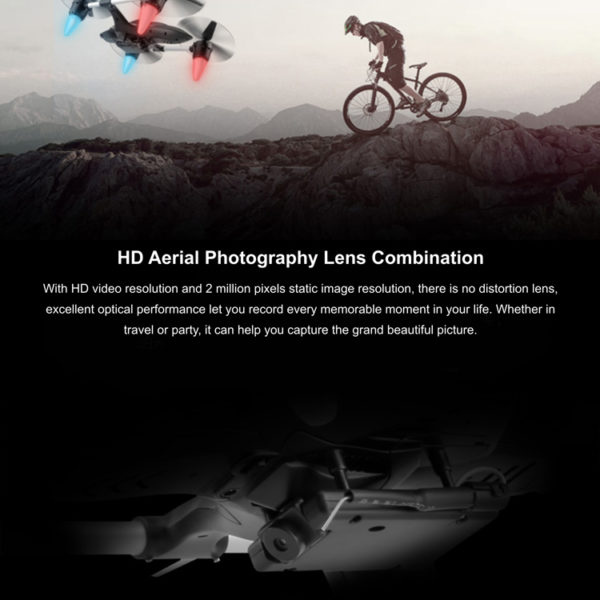 HD Aerial Photography Lens Combination
With HD video resolution and 2 million pixels static image resolution, there is no distortion lens,
excellent optical performance let you record every memorable moment in your life. Whether in
travel or party, it can help you capture the grand beautiful picture.